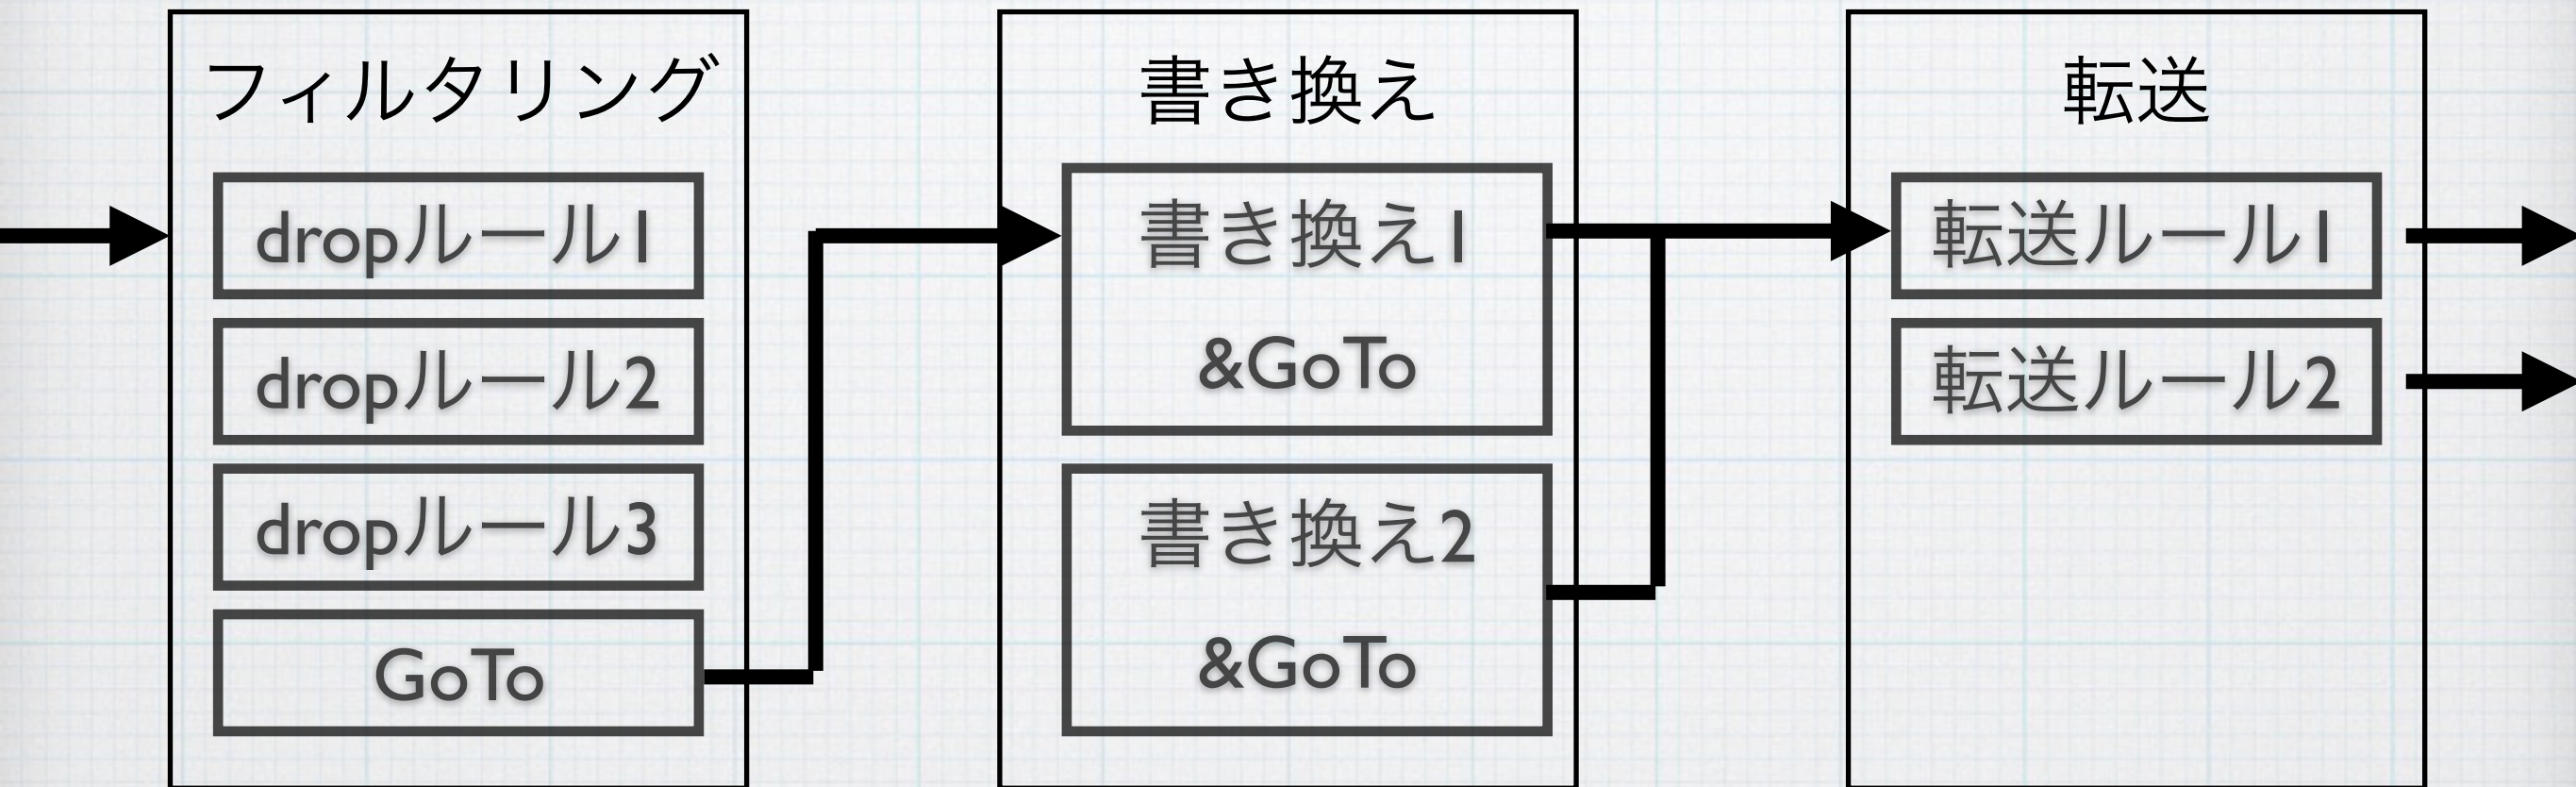 フィルタリング
dropルール1
dropルール2
dropルール3
GoTo
書き換え
書き換え1
&GoTo
書き換え2
&GoTo
転送
転送ルール1
転送ルール2